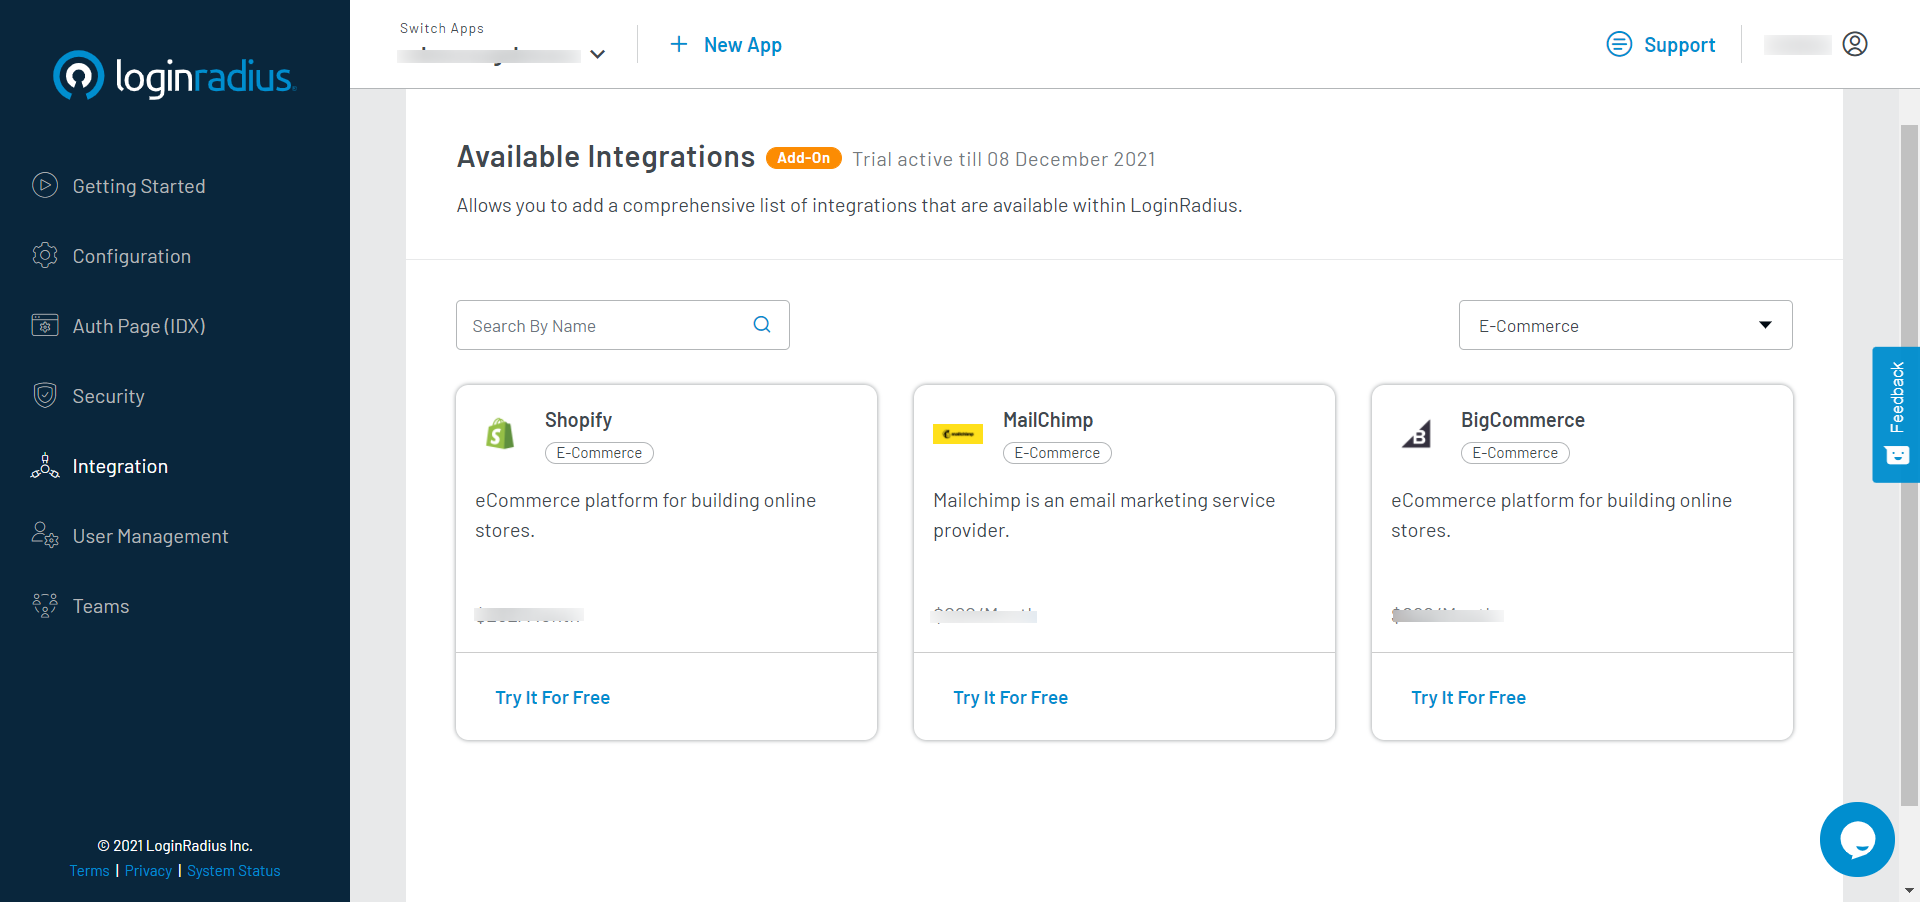 loginradius
Getting Started
Configuration
Auth Page (IDX)
Security
Integration
User Management
Teams
© 2021 LoginRadius Inc.
Terms | Privacy | System Status
Switch Apps
New App
Support
Available Integrations Add-On Trial active till 08 December 2021
Allows you to add a comprehensive list of integrations that are available within LoginRadius.
Search By Name
E-Commerce
Shopify
E-Commerce
eCommerce platform for building online
stores.
Try It For Free
mailchimp
MailChimp
E-Commerce
Mailchimp is an email marketing service
provider.
Try It For Free
B
BigCommerce
E-Commerce
eCommerce platform for building online
stores.
Try It For Free
Feedback